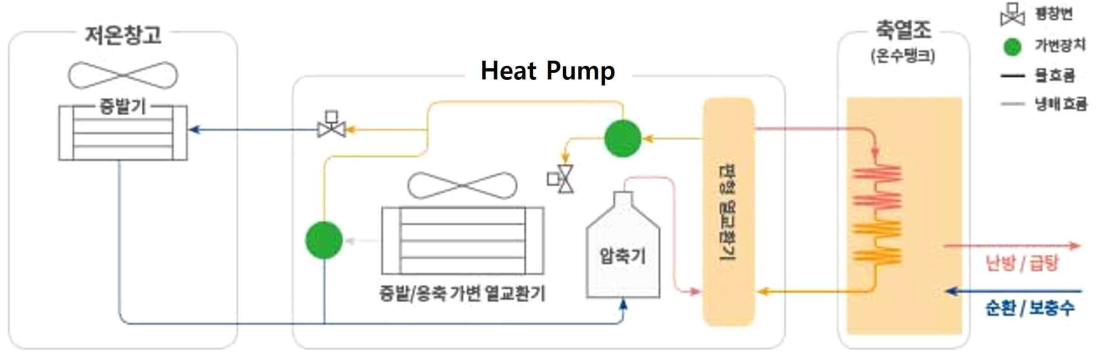 저온창고
증발기
Heat Pump
증발/응축 가변 열교환기
압축기
판형 열교환기
축열조
(온수탱크)
난방 / 급탕
순환 / 보충수
팽창변
가변장치
물흐름
냉매흐름